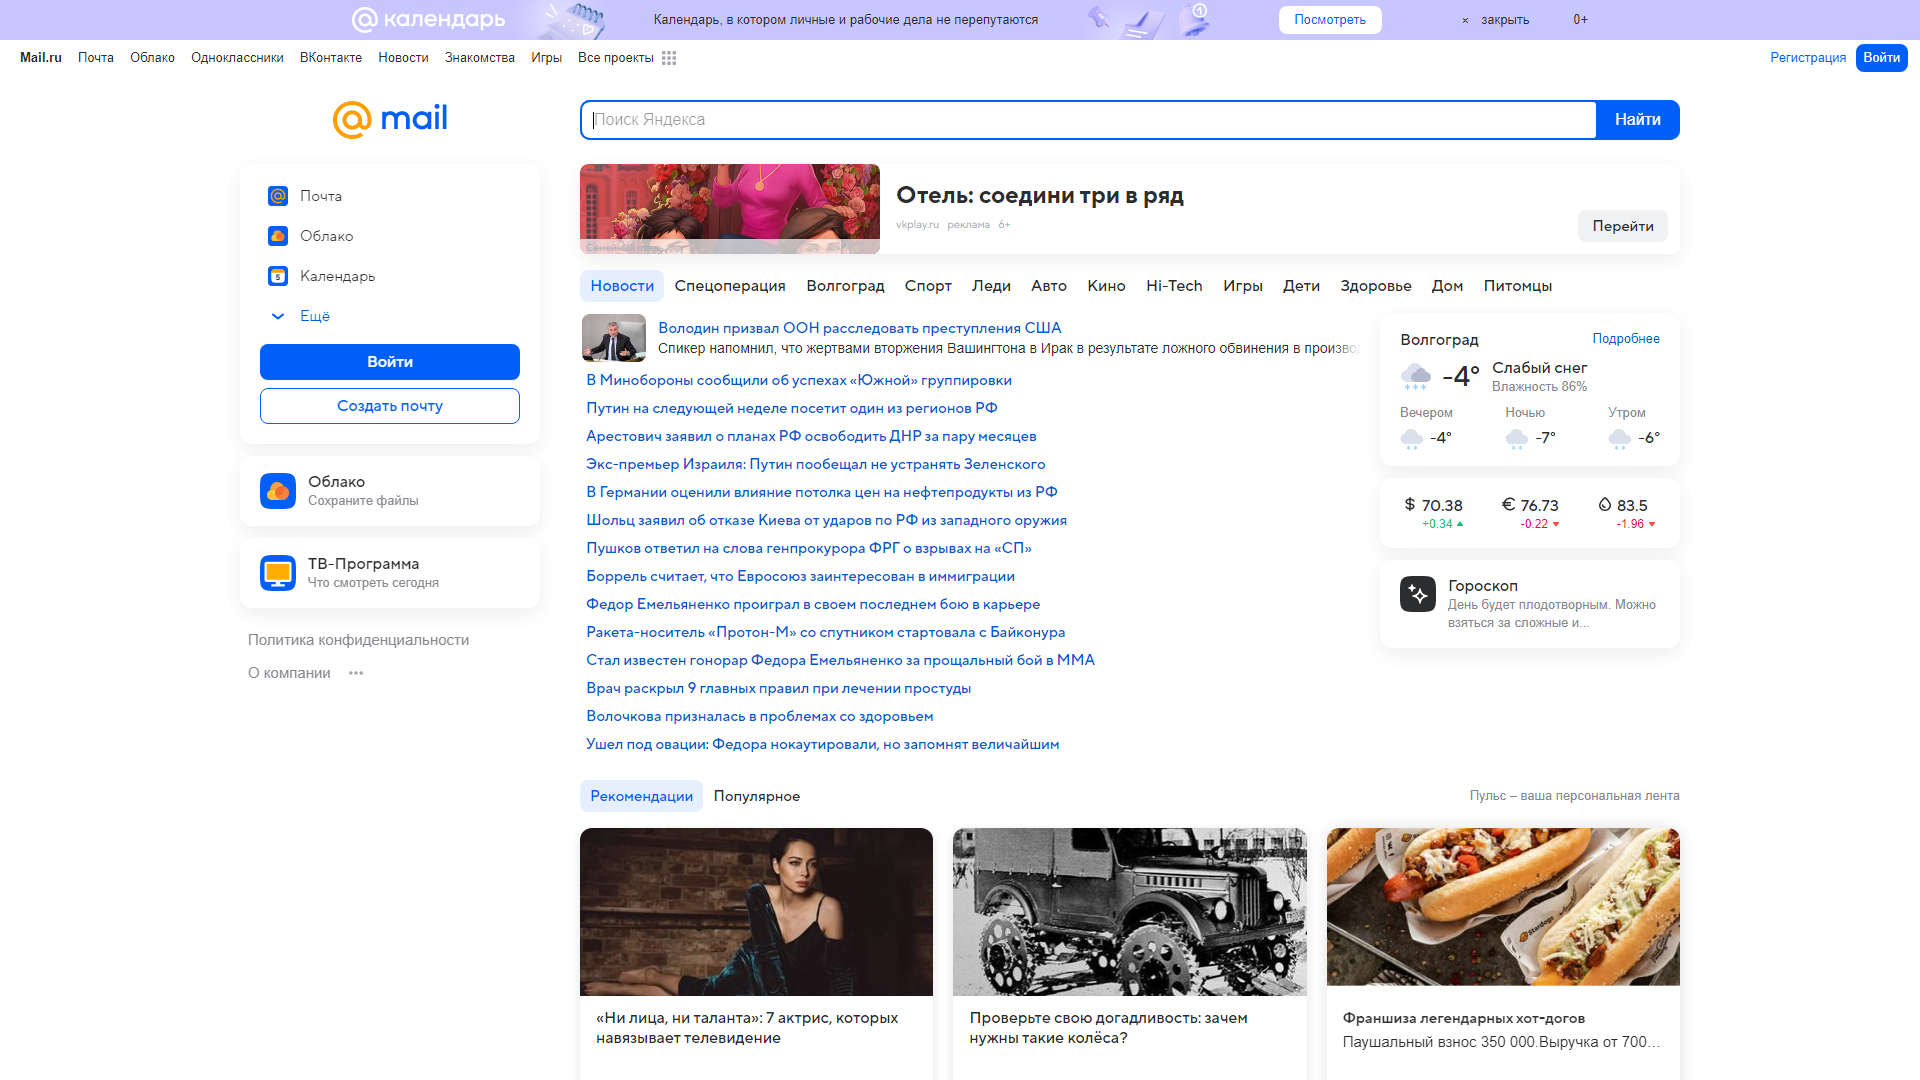 календарь
Календарь, в котором личные и рабочие дела не перепутаются
Посмотреть
× закрыть
0+
Mail.ru
Почта
Облако
Одноклассники
ВКонтакте
Новости
Знакомства
Игры
Все проекты
Регистрация
Войти
@mail
Поиск Яндекса
Найти
Почта
Облако
Календарь
Ещё
Войти
Создать почту
Облако
Сохраните файлы
ТВ-Программа
Что смотреть сегодня
Политика конфиденциальности
О компании
Семейный отель
Отель: соедини три в ряд
vkplay.ru реклама 6+
Перейти
Новости
Спецоперация
Волгоград
Спорт
Леди
Авто
Кино
Hi-Tech
Игры
Дети
Здоровье
Дом
Питомцы
Володин призвал ООН расследовать преступления США
Спикер напомнил, что жертвами вторжения Вашингтона в Ирак в результате ложного обвинения в произво
В Минобороны сообщили об успехах «Южной» группировки
Путин на следующей неделе посетит один из регионов РФ
Арестович заявил о планах РФ освободить ДНР за пару месяцев
Экс-премьер Израиля: Путин пообещал не устранять Зеленского
В Германии оценили влияние потолка цен на нефтепродукты из РФ
Шольц заявил об отказе Киева от ударов по РФ из западного оружия
Пушков ответил на слова генпрокурора ФРГ о взрывах на «СП»
Боррель считает, что Евросоюз заинтересован в иммиграции
Федор Емельяненко проиграл в своем последнем бою в карьере
Ракета-носитель «Протон-М» со спутником стартовала с Байконура
Стал известен гонорар Федора Емельяненко за прощальный бой в ММА
Врач раскрыл 9 главных правил при лечении простуды
Волочкова призналась в проблемах со здоровьем
Ушел под овации: Федора нокаутировали, но запомнят величайшим
Волгоград
Подробнее
-4°
Слабый снег
Влажность 86%
Вечером Ночью Утром
-4° -7° -6°
$ 70.38 € 76.73 83.5
+0.34 -0.22 -1.96
Гороскоп
День будет плодотворным. Можно
взяться за сложные и...
Рекомендации
Популярное
Пульс – ваша персональная лента
«Ни лица, ни таланта»: 7 актрис, которых
навязывает телевидение
Проверьте свою догадливость: зачем
нужны такие колёса?
Франшиза легендарных хот-догов
Паушальный взнос 350 000.Выручка от 700...